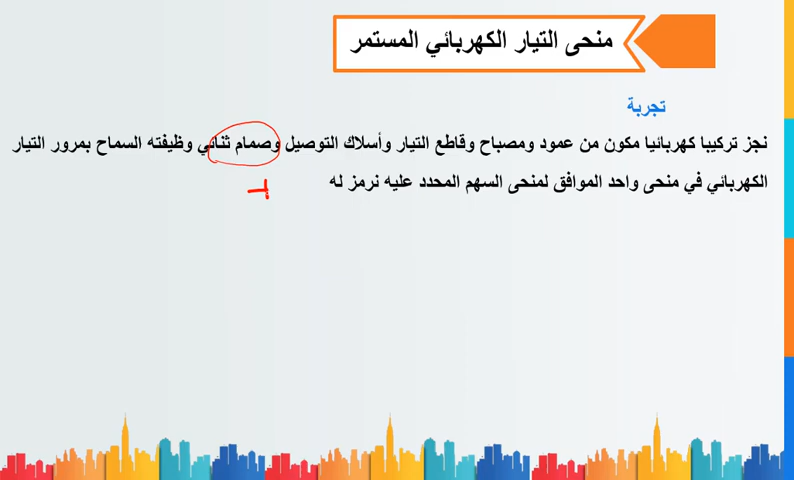 منحى التيار الكهربائي المستمر
تجربة
نجز تركيبا كهربائيا مكون من عمود ومصباح وقاطع التيار وأسلاك التوصيل وصمام ثنائي وظيفته السماح بمرور التيار
الكهربائي في منحى واحد الموافق لمنحى السهم المحدد عليه نرمز له